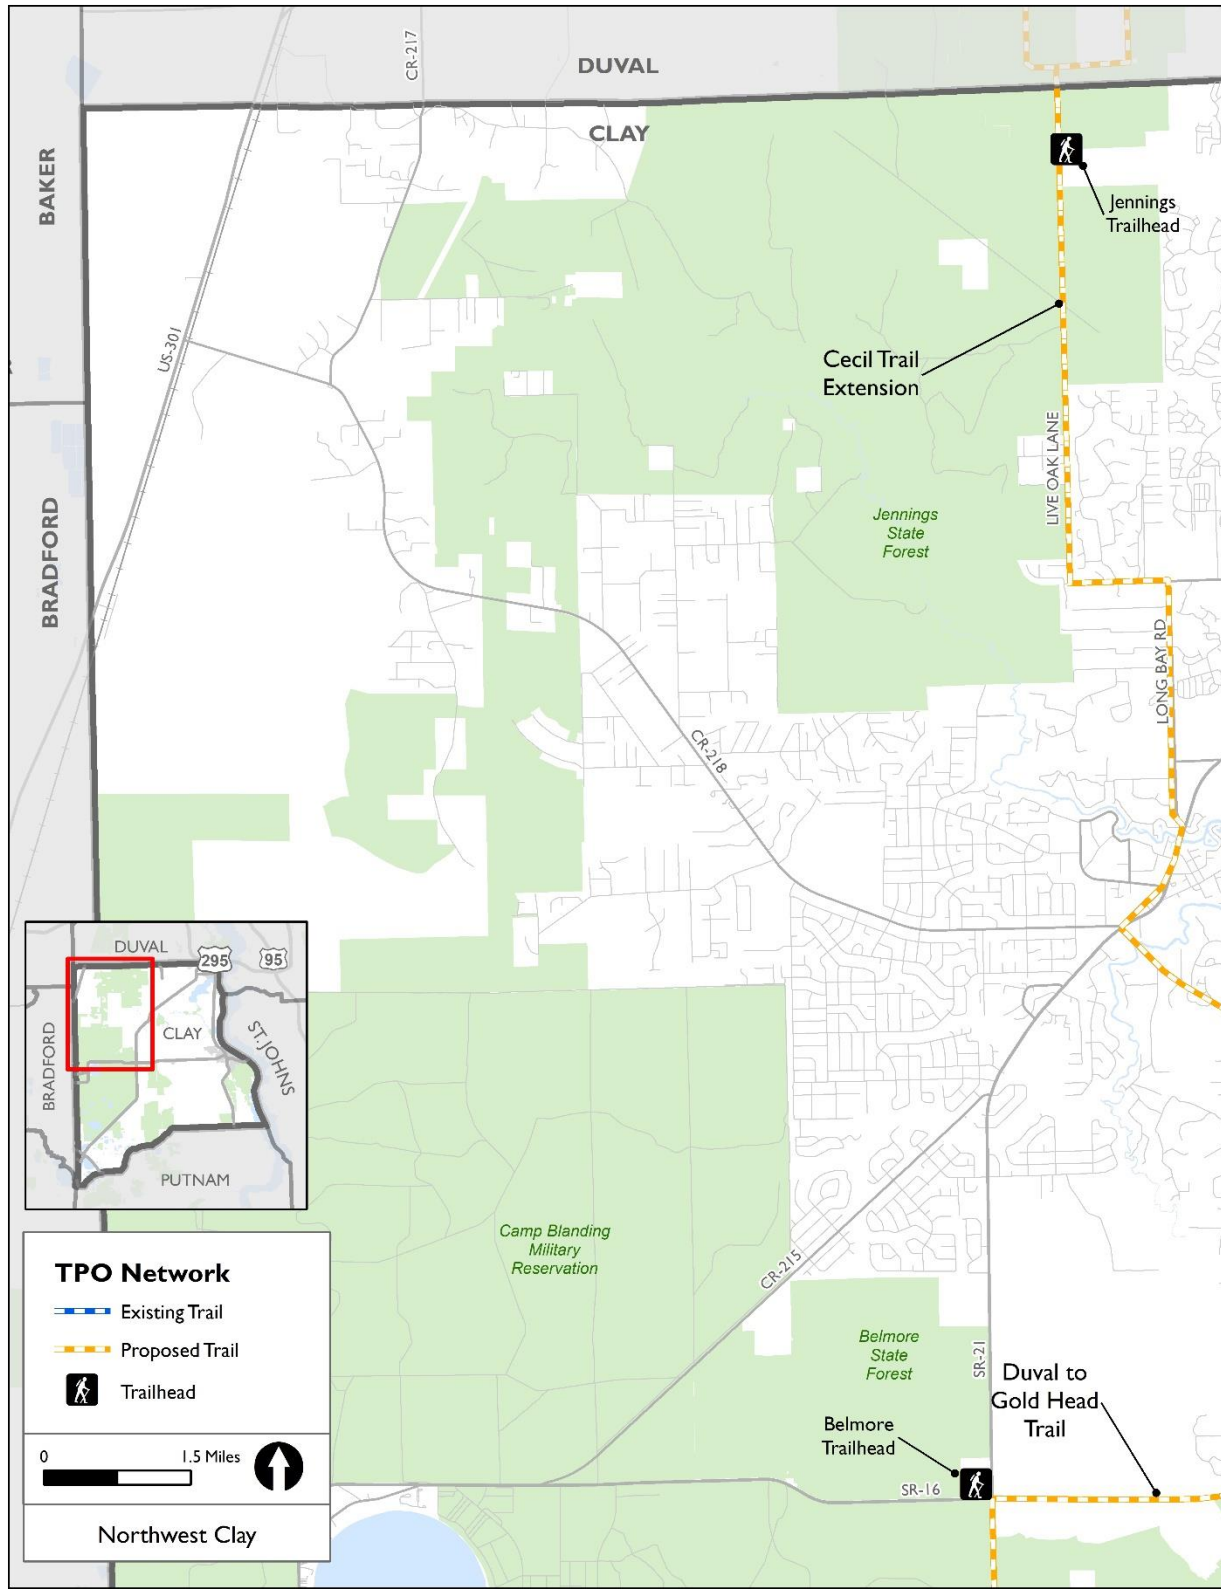 DUVAL
CR-217
CLAY
BAKER
Jennings
Trailhead
US-301
Cecil Trail
Extension
LIVE OAK LANE
BRADFORD
Jennings
State
Forest
LONG BAY RD
CR-218
DUVAL
295
95
CLAY
BRADFORD
ST. JOHNS
PUTNAM
Camp Blanding
Military
Reservation
CR-215
Belmore
State
Forest
SR-21
Duval to
Gold Head
Trail
Belmore
Trailhead
SR-16
TPO Network
Existing Trail
Proposed Trail
Trailhead
0 1.5 Miles
Northwest Clay